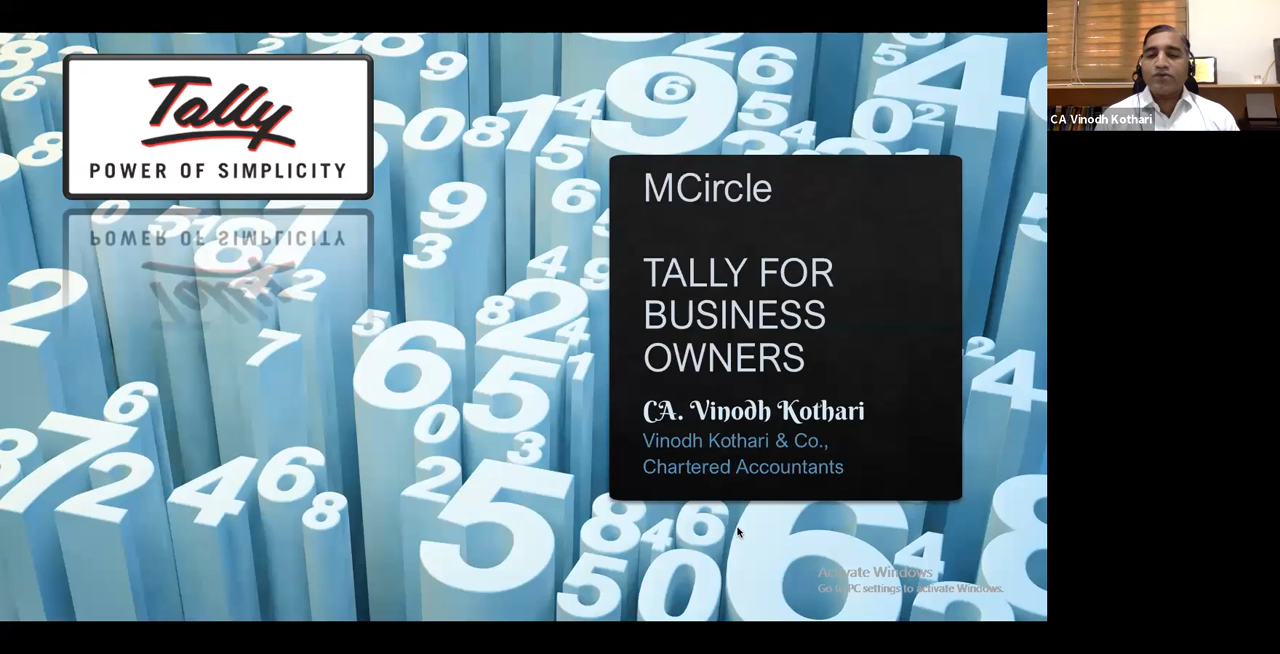 Tally
POWER OF SIMPLICITY
MCircle
TALLY FOR
BUSINESS
OWNERS
CA. Vinodh Kothari
Vinodh Kothari & Co.,
Chartered Accountants
CA Vinodh Kothari
Activate Windows
Go to PC settings to activate Windows.